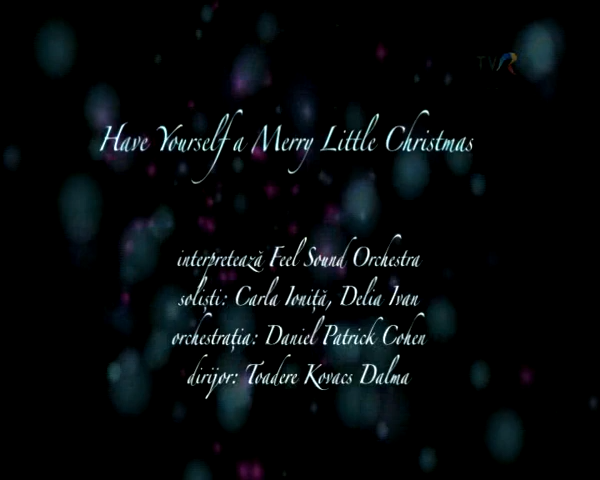 TVR
Have Yourself a Merry Little Christmas
interpretează Feel Sound Orchestra
soliști: Carla Ioniță, Delia Ivan
orchestrația: Daniel Patrick Cohen
dirijor: Toadere Kovacs Dalma